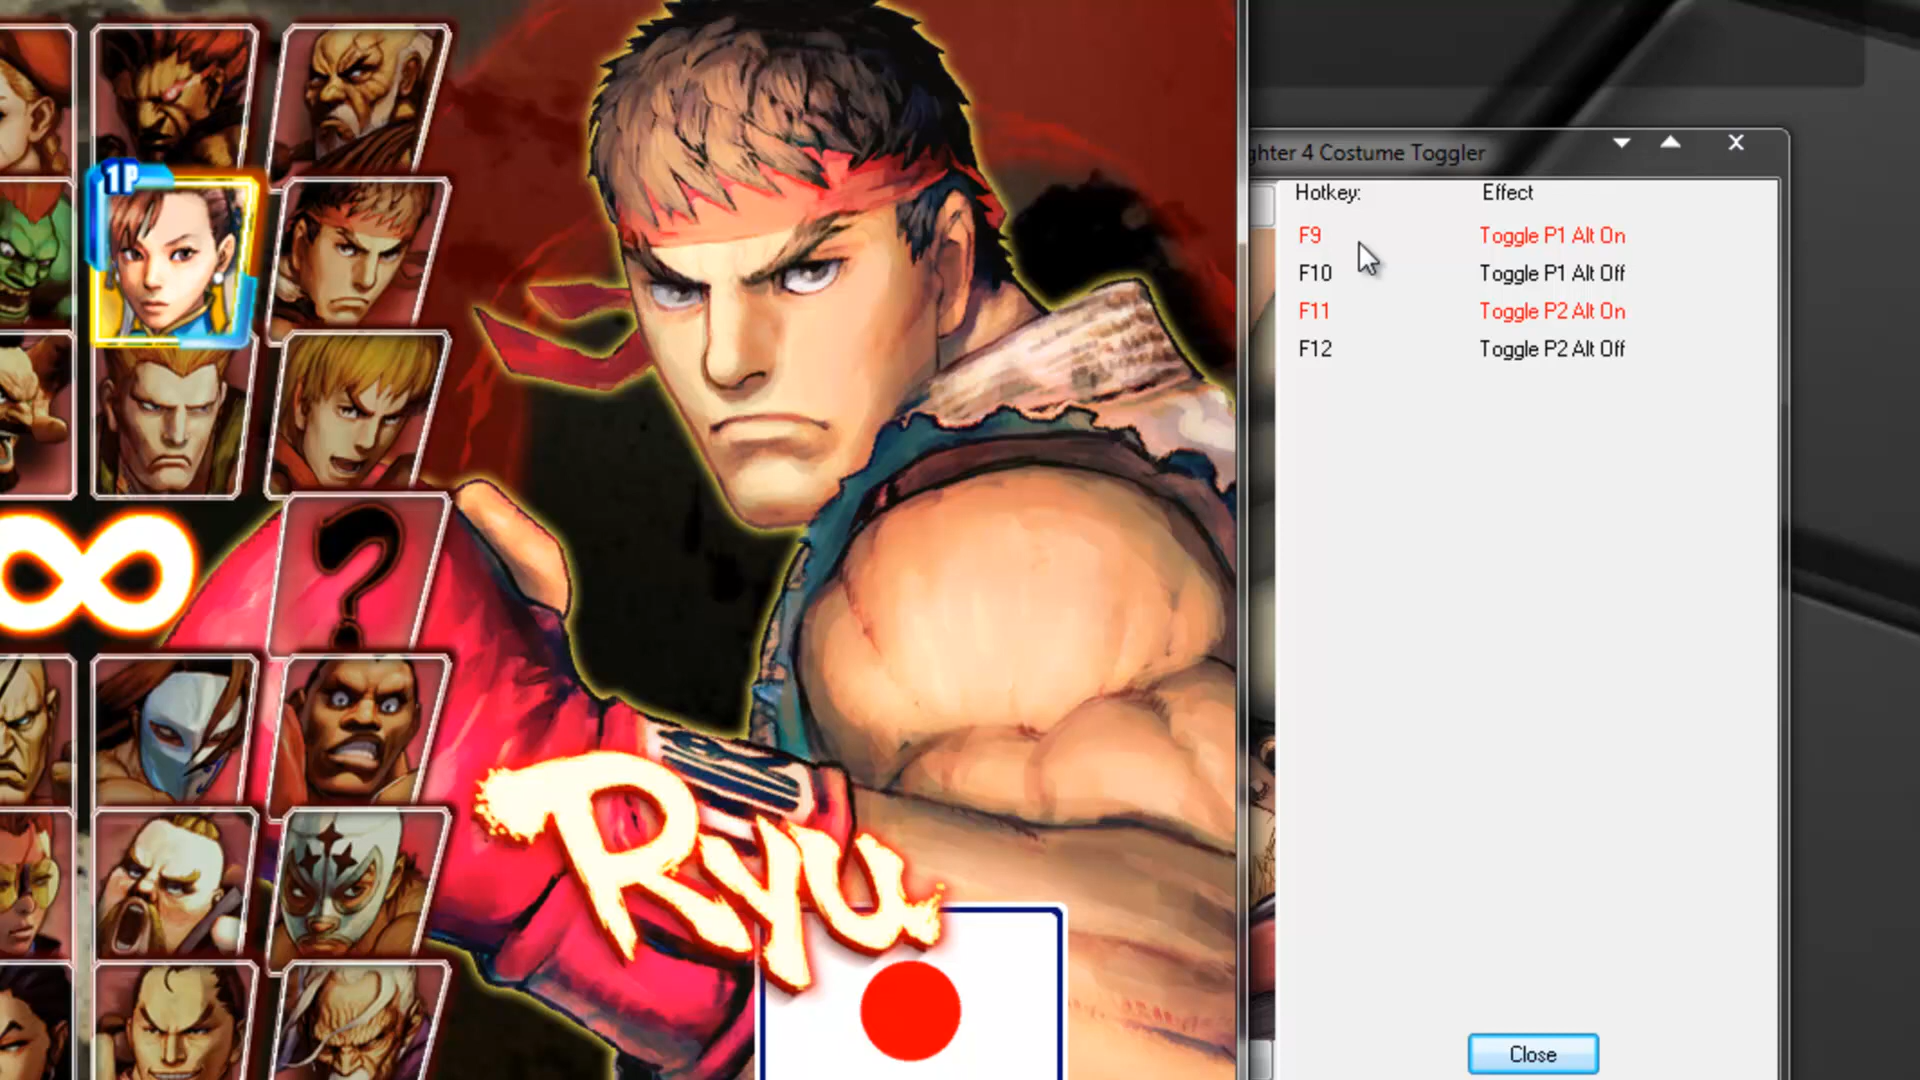 1P
?
Ryu
ghter 4 Costume Toggler
Hotkey: Effect
F9 Toggle P1 Alt On
F10 Toggle P1 Alt Off
F11 Toggle P2 Alt On
F12 Toggle P2 Alt Off
Close